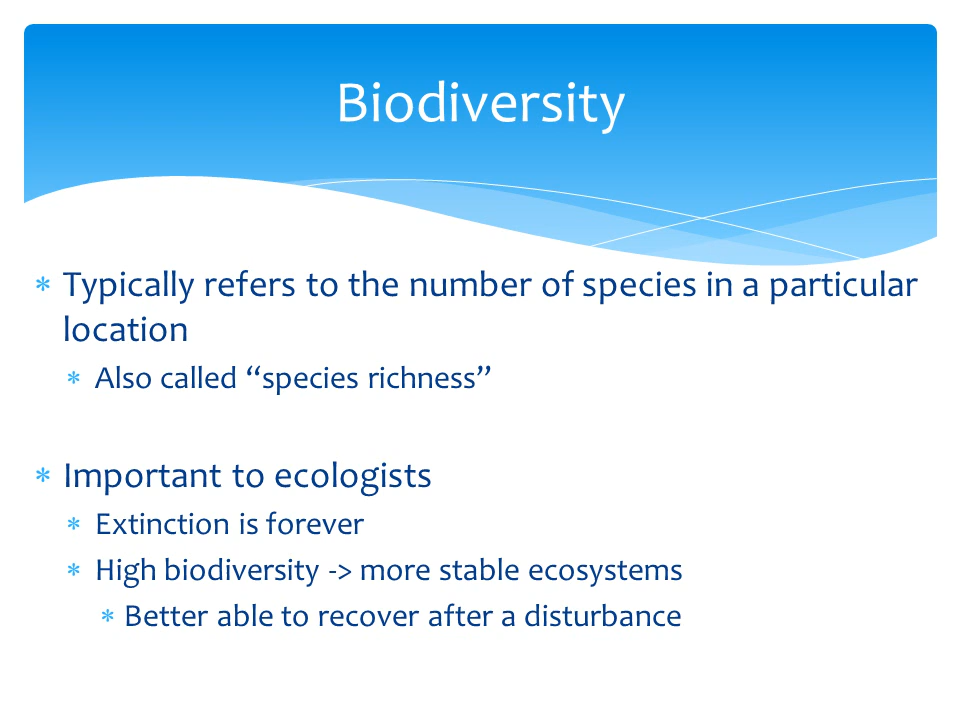 Biodiversity
* Typically refers to the number of species in a particular
location
* Also called “species richness”
* Important to ecologists
* Extinction is forever
* High biodiversity -> more stable ecosystems
* Better able to recover after a disturbance